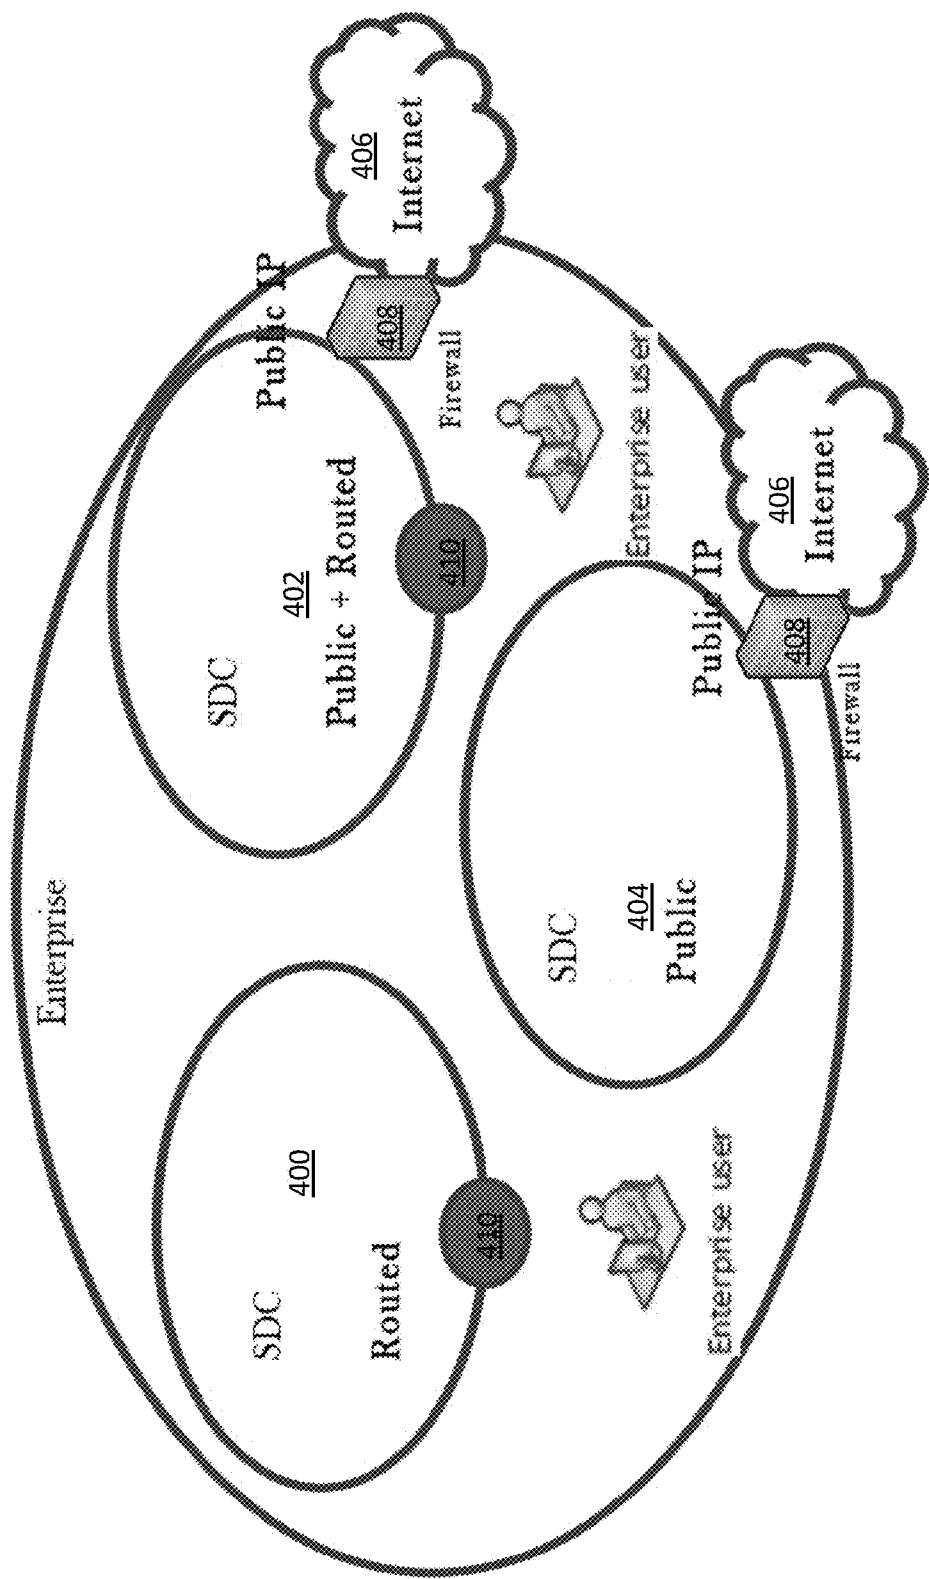 Enterprise
SDC
400
Routed
410
Enterprise user
SDC
402
Public + Routed
410
Public IP
408
Firewall
406
Internet
Enterprise user
SDC
404
Public
Public IP
408
Firewall
406
Internet